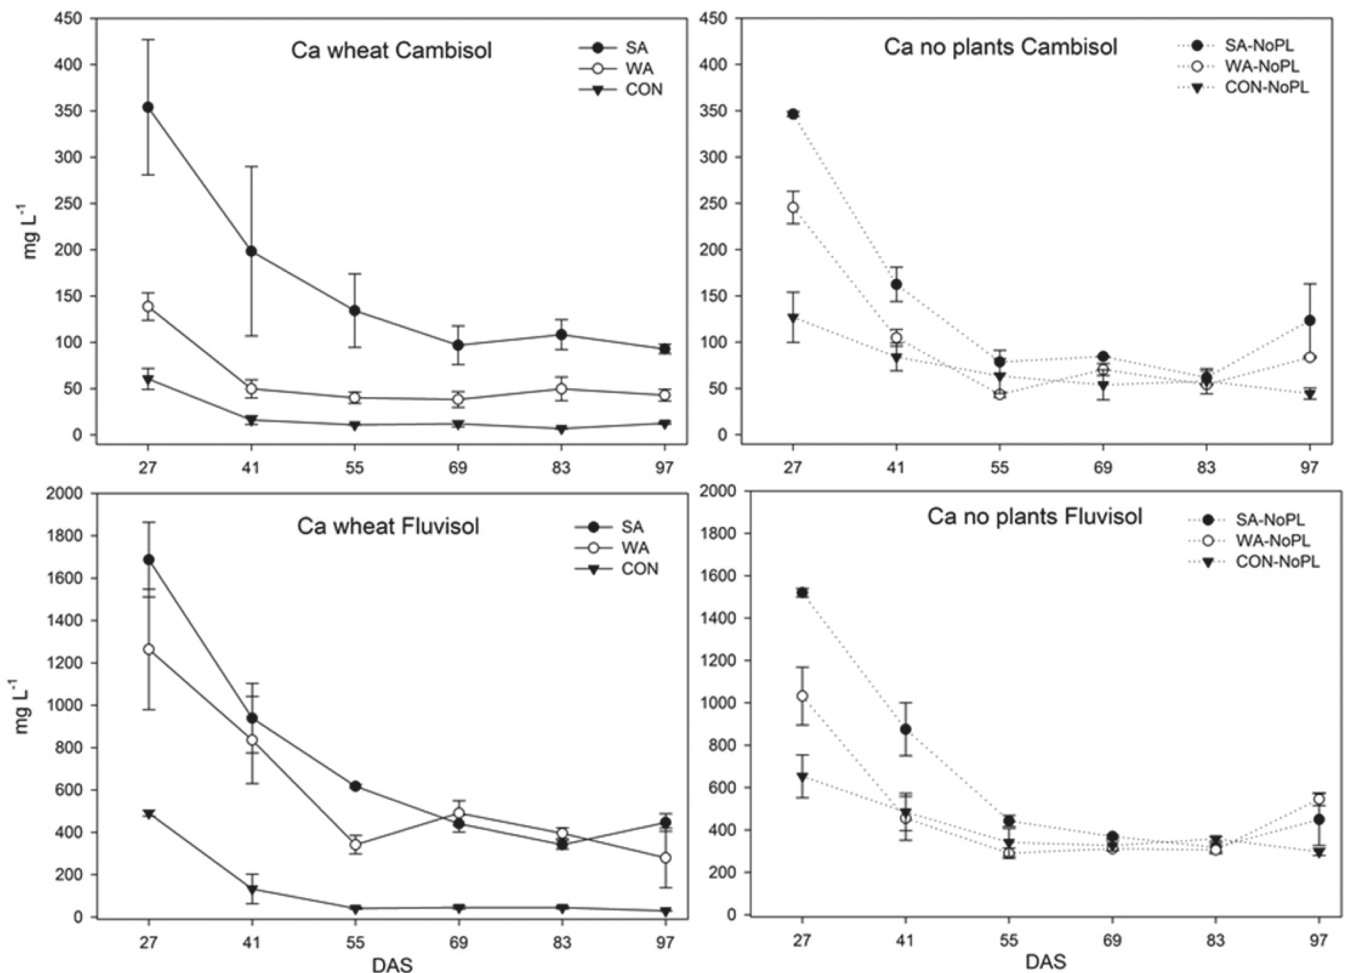 Ca wheat Cambisol
SA
WA
CON
450
400
350
300
250
200
150
100
50
0
mg L⁻¹
27 41 55 69 83 97
Ca no plants Cambisol
SA-NoPL
WA-NoPL
CON-NoPL
450
400
350
300
250
200
150
100
50
0
27 41 55 69 83 97
Ca wheat Fluvisol
SA
WA
CON
2000
1800
1600
1400
1200
1000
800
600
400
200
0
mg L⁻¹
27 41 55 69 83 97
DAS
Ca no plants Fluvisol
SA-NoPL
WA-NoPL
CON-NoPL
2000
1800
1600
1400
1200
1000
800
600
400
200
0
27 41 55 69 83 97
DAS